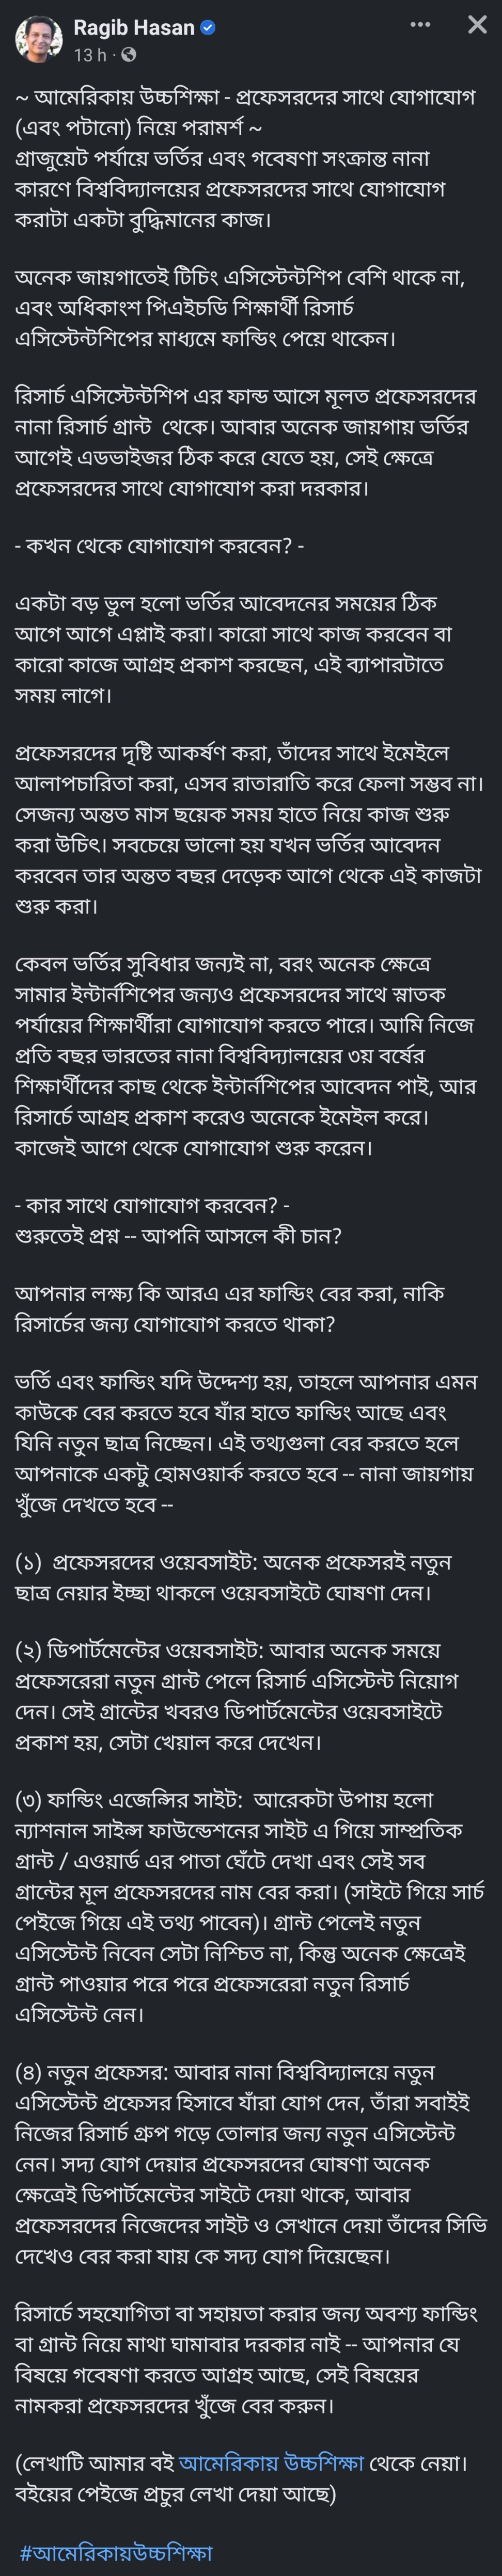 Ragib Hasan
13 h ·
~ আমেরিকায় উচ্চশিক্ষা - প্রফেসরদের সাথে যোগাযোগ
(এবং পটানো) নিয়ে পরামর্শ ~
গ্রাজুয়েট পর্যায়ে ভর্তির এবং গবেষণা সংক্রান্ত নানা
কারণে বিশ্ববিদ্যালয়ের প্রফেসরদের সাথে যোগাযোগ
করাটা একটা বুদ্ধিমানের কাজ।
অনেক জায়গাতেই টিচিং এসিস্টেন্টশিপ বেশি থাকে না,
এবং অধিকাংশ পিএইচডি শিক্ষার্থী রিসার্চ
এসিস্টেন্টশিপের মাধ্যমে ফান্ডিং পেয়ে থাকেন।
রিসার্চ এসিস্টেন্টশিপ এর ফান্ড আসে মূলত প্রফেসরদের
নানা রিসার্চ গ্রান্ট থেকে। আবার অনেক জায়গায় ভর্তির
আগেই এডভাইজর ঠিক করে যেতে হয়, সেই ক্ষেত্রে
প্রফেসরদের সাথে যোগাযোগ করা দরকার।
- কখন থেকে যোগাযোগ করবেন? -
একটা বড় ভুল হলো ভর্তির আবেদনের সময়ের ঠিক
আগে আগে এপ্লাই করা। কারো সাথে কাজ করবেন বা
কারো কাজে আগ্রহ প্রকাশ করছেন, এই ব্যাপারটাতে
সময় লাগে।
প্রফেসরদের দৃষ্টি আকর্ষণ করা, তাঁদের সাথে ইমেইলে
আলাপচারিতা করা, এসব রাতারাতি করে ফেলা সম্ভব না।
সেজন্য অন্তত মাস ছয়েক সময় হাতে নিয়ে কাজ শুরু
করা উচিৎ। সবচেয়ে ভালো হয় যখন ভর্তির আবেদন
করবেন তার অন্তত বছর দেড়েক আগে থেকে এই কাজটা
শুরু করা।
কেবল ভর্তির সুবিধার জন্যই না, বরং অনেক ক্ষেত্রে
সামার ইন্টার্নশিপের জন্যও প্রফেসরদের সাথে স্নাতক
পর্যায়ের শিক্ষার্থীরা যোগাযোগ করতে পারে। আমি নিজে
প্রতি বছর ভারতের নানা বিশ্ববিদ্যালয়ের ৩য় বর্ষের
শিক্ষার্থীদের কাছ থেকে ইন্টার্নশিপের আবেদন পাই, আর
রিসার্চে আগ্রহ প্রকাশ করেও অনেকে ইমেইল করে।
কাজেই আগে থেকে যোগাযোগ শুরু করেন।
- কার সাথে যোগাযোগ করবেন? -
শুরুতেই প্রশ্ন -- আপনি আসলে কী চান?
আপনার লক্ষ্য কি আরএ এর ফান্ডিং বের করা, নাকি
রিসার্চের জন্য যোগাযোগ করতে থাকা?
ভর্তি এবং ফান্ডিং যদি উদ্দেশ্য হয়, তাহলে আপনার এমন
কাউকে বের করতে হবে যাঁর হাতে ফান্ডিং আছে এবং
যিনি নতুন ছাত্র নিচ্ছেন। এই তথ্যগুলা বের করতে হলে
আপনাকে একটু হোমওয়ার্ক করতে হবে -- নানা জায়গায়
খুঁজে দেখতে হবে --
(১) প্রফেসরদের ওয়েবসাইট: অনেক প্রফেসরই নতুন
ছাত্র নেয়ার ইচ্ছা থাকলে ওয়েবসাইটে ঘোষণা দেন।
(২) ডিপার্টমেন্টের ওয়েবসাইট: আবার অনেক সময়ে
প্রফেসরেরা নতুন গ্রান্ট পেলে রিসার্চ এসিস্টেন্ট নিয়োগ
দেন। সেই গ্রান্টের খবরও ডিপার্টমেন্টের ওয়েবসাইটে
প্রকাশ হয়, সেটা খেয়াল করে দেখেন।
(৩) ফান্ডিং এজেন্সির সাইট: আরেকটা উপায় হলো
ন্যাশনাল সাইন্স ফাউন্ডেশনের সাইট এ গিয়ে সাম্প্রতিক
গ্রান্ট / এওয়ার্ড এর পাতা ঘেঁটে দেখা এবং সেই সব
গ্রান্টের মূল প্রফেসরদের নাম বের করা। (সাইটে গিয়ে সার্চ
পেইজে গিয়ে এই তথ্য পাবেন)। গ্রান্ট পেলেই নতুন
এসিস্টেন্ট নিবেন সেটা নিশ্চিত না, কিন্তু অনেক ক্ষেত্রেই
গ্রান্ট পাওয়ার পরে পরে প্রফেসরেরা নতুন রিসার্চ
এসিস্টেন্ট নেন।
(৪) নতুন প্রফেসর: আবার নানা বিশ্ববিদ্যালয়ে নতুন
এসিস্টেন্ট প্রফেসর হিসাবে যাঁরা যোগ দেন, তাঁরা সবাইই
নিজের রিসার্চ গ্রুপ গড়ে তোলার জন্য নতুন এসিস্টেন্ট
নেন। সদ্য যোগ দেয়ার প্রফেসরদের ঘোষণা অনেক
ক্ষেত্রেই ডিপার্টমেন্টের সাইটে দেয়া থাকে, আবার
প্রফেসরদের নিজেদের সাইট ও সেখানে দেয়া তাঁদের সিভি
দেখেও বের করা যায় কে সদ্য যোগ দিয়েছেন।
রিসার্চে সহযোগিতা বা সহায়তা করার জন্য অবশ্য ফান্ডিং
বা গ্রান্ট নিয়ে মাথা ঘামাবার দরকার নাই -- আপনার যে
বিষয়ে গবেষণা করতে আগ্রহ আছে, সেই বিষয়ের
নামকরা প্রফেসরদের খুঁজে বের করুন।
(লেখাটি আমার বই আমেরিকায় উচ্চশিক্ষা থেকে নেয়া।
বইয়ের পেইজে প্রচুর লেখা দেয়া আছে)
#আমেরিকায়উচ্চশিক্ষা